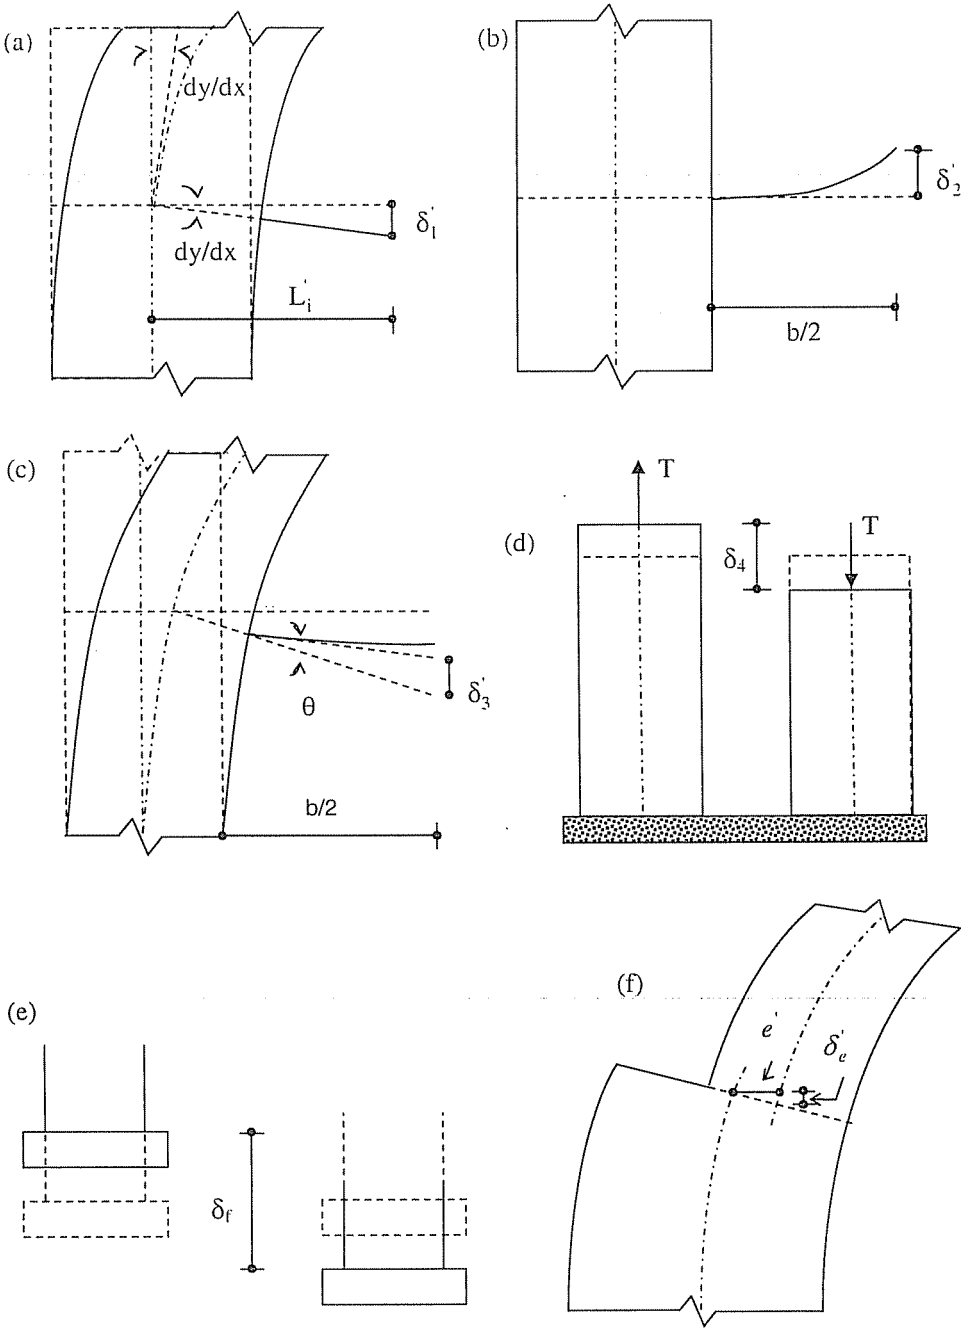 (a)
dy/dx
δ'₁
dy/dx
L'ᵢ
(b)
δ'₂
b/2
(c)
θ
δ'₃
b/2
(d)
T
δ₄
T
(e)
δf
(f)
e'
δ'ₑ